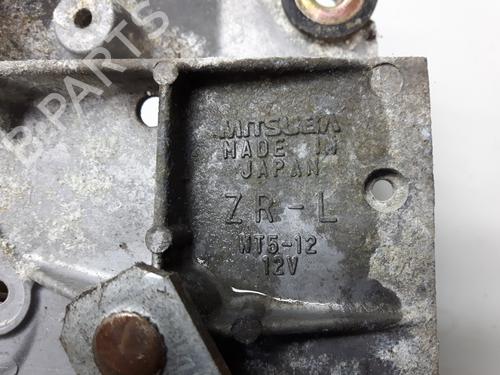 B-PARTS
MITSUBA
MADE IN
JAPAN
ZR-L
WT5-12
12V